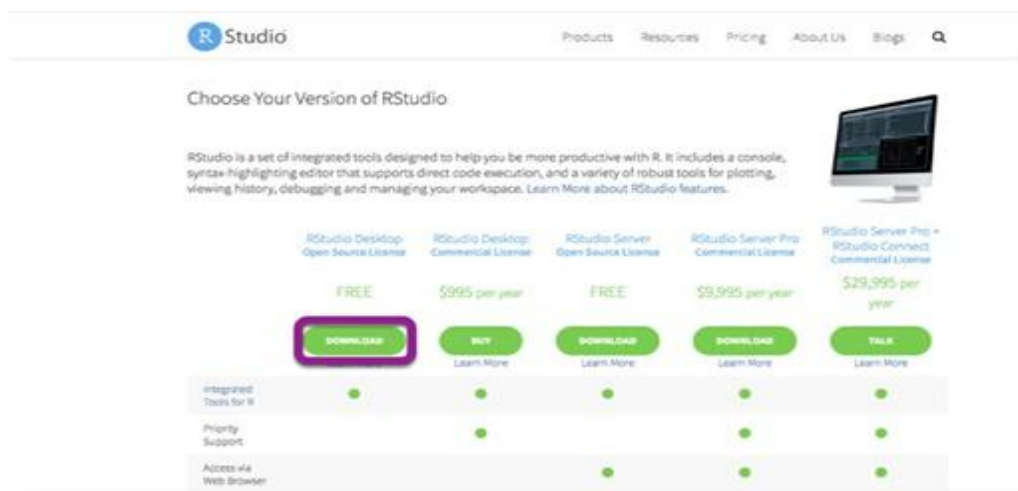 R Studio
Products Resources Pricing About Us Blogs
Choose Your Version of RStudio
RStudio is a set of integrated tools designed to help you be more productive with R. It includes a console,
syntax-highlighting editor that supports direct code execution, and a variety of robust tools for plotting,
viewing history, debugging and managing your workspace. Learn More about RStudio features.
RStudio Desktop
Open Source License
FREE
DOWNLOAD
RStudio Desktop
Commercial License
$995 per year
BUY
Learn More
RStudio Server
Open Source License
FREE
DOWNLOAD
Learn More
RStudio Server Pro
Commercial License
$9,995 per year
DOWNLOAD
Learn More
RStudio Server Pro +
RStudio Connect
Commercial License
$29,995 per
year
TALK
Learn More
Integrated
Tools for R
Priority
Support
Access via
Web Browser